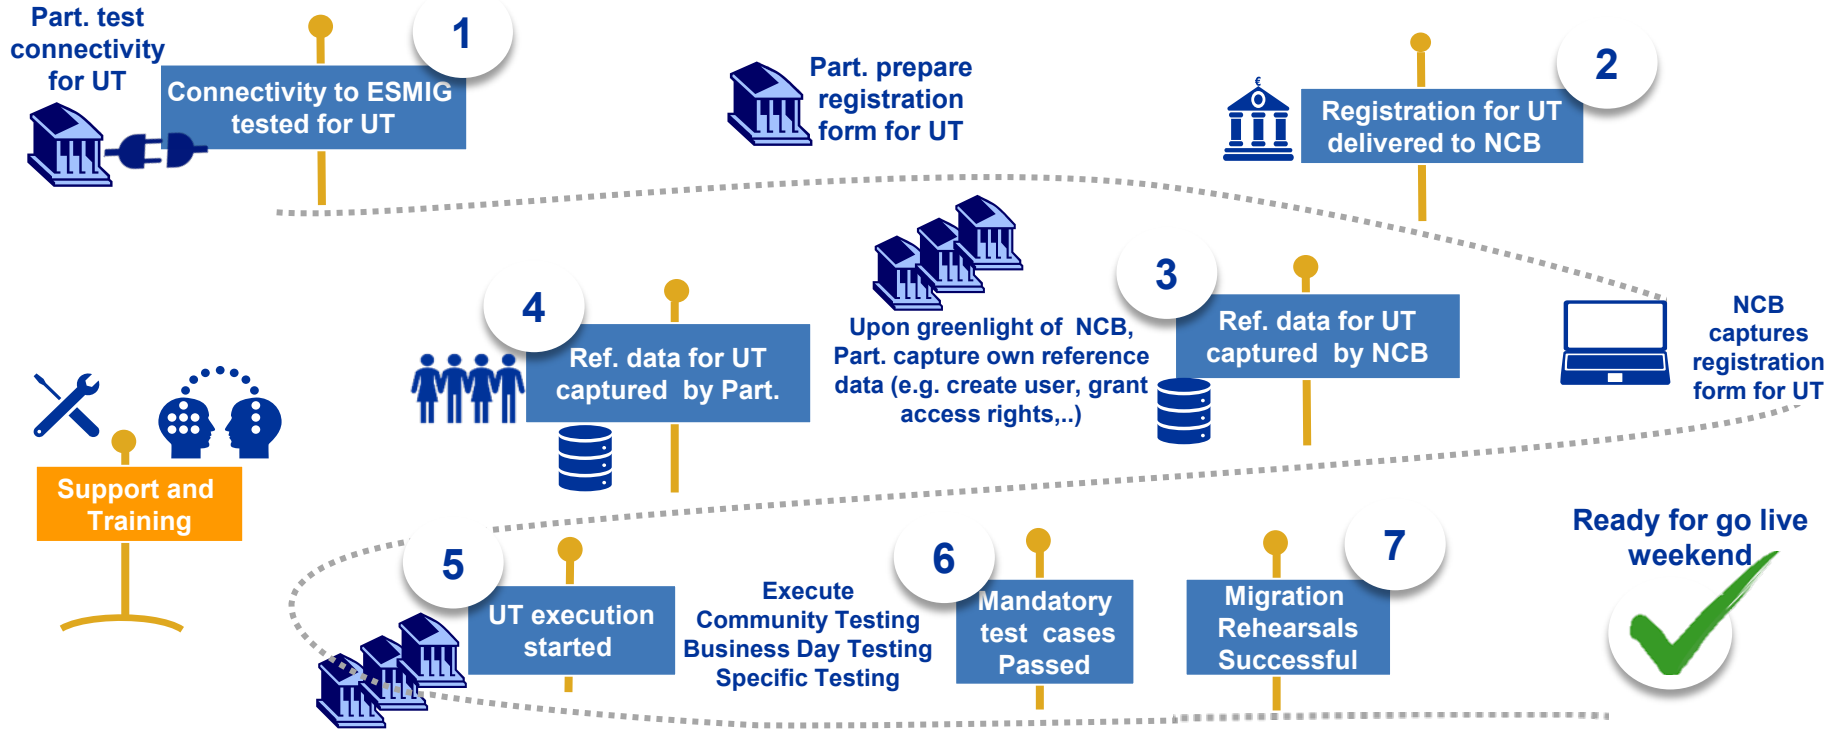 Part. test
connectivity
for UT
1
Connectivity to ESMIG
tested for UT
Part. prepare
registration
form for UT
2
€
Registration for UT
delivered to NCB
NCB
captures
registration
form for UT
3
Ref. data for UT
captured by NCB
Upon greenlight of NCB,
Part. capture own reference
data (e.g. create user, grant
access rights,..)
4
Ref. data for UT
captured by Part.
Support and
Training
5
UT execution
started
Execute
Community Testing
Business Day Testing
Specific Testing
6
Mandatory
test cases
Passed
7
Migration
Rehearsals
Successful
Ready for go live
weekend